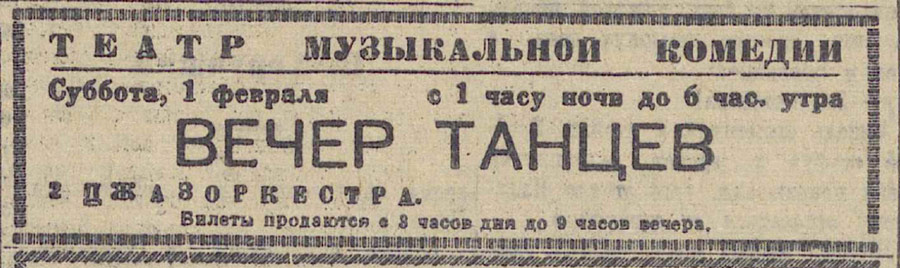 ТЕАТР МУЗЫКАЛЬНОЙ КОМЕДИИ
Суббота, 1 февраля с 1 часу ночи до 6 час. утра
ВЕЧЕР ТАНЦЕВ
2 ДЖАЗОРКЕСТРА.
Билеты продаются с 3 часов дня до 9 часов вечера.